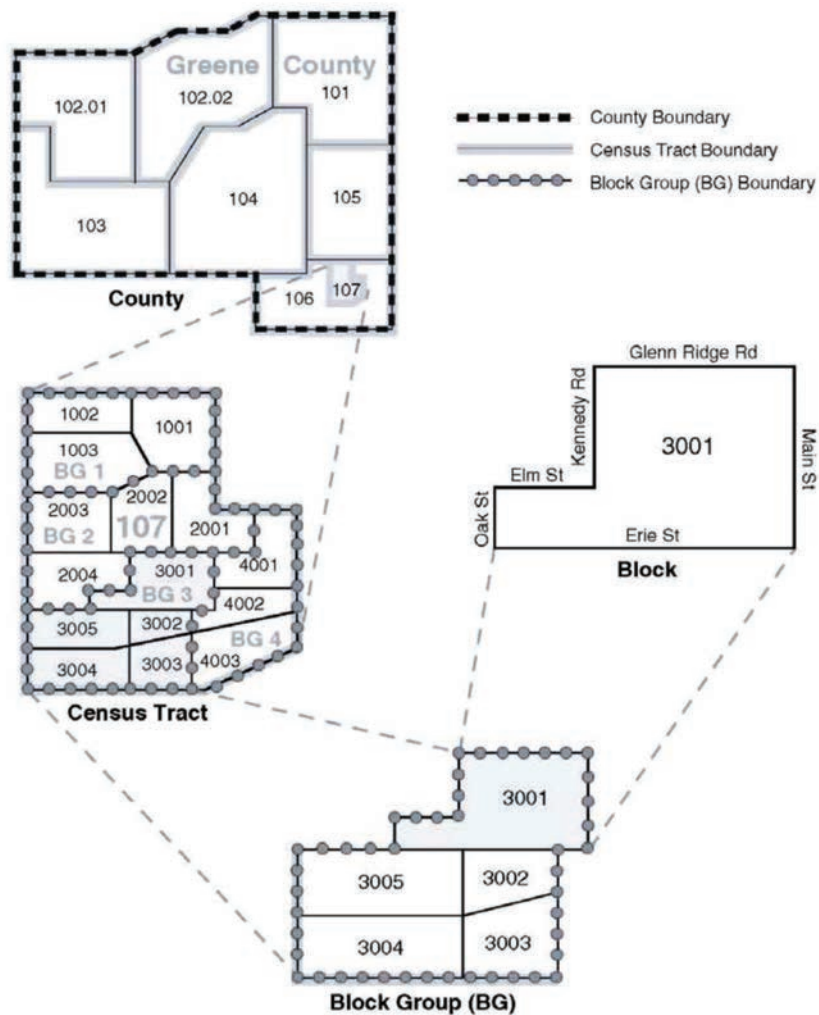 Greene County
102.01
102.02
101
103
104
105
106
107
County
County Boundary
Census Tract Boundary
Block Group (BG) Boundary
1002
1001
1003
BG 1
2003
2002
BG 2
107
2001
2004
3001
BG 3
4001
3005
3002
4002
BG 4
3004
3003
4003
Census Tract
Glenn Ridge Rd
Kennedy Rd
3001
Main St
Elm St
Oak St
Erie St
Block
3001
3005
3002
3004
3003
Block Group (BG)